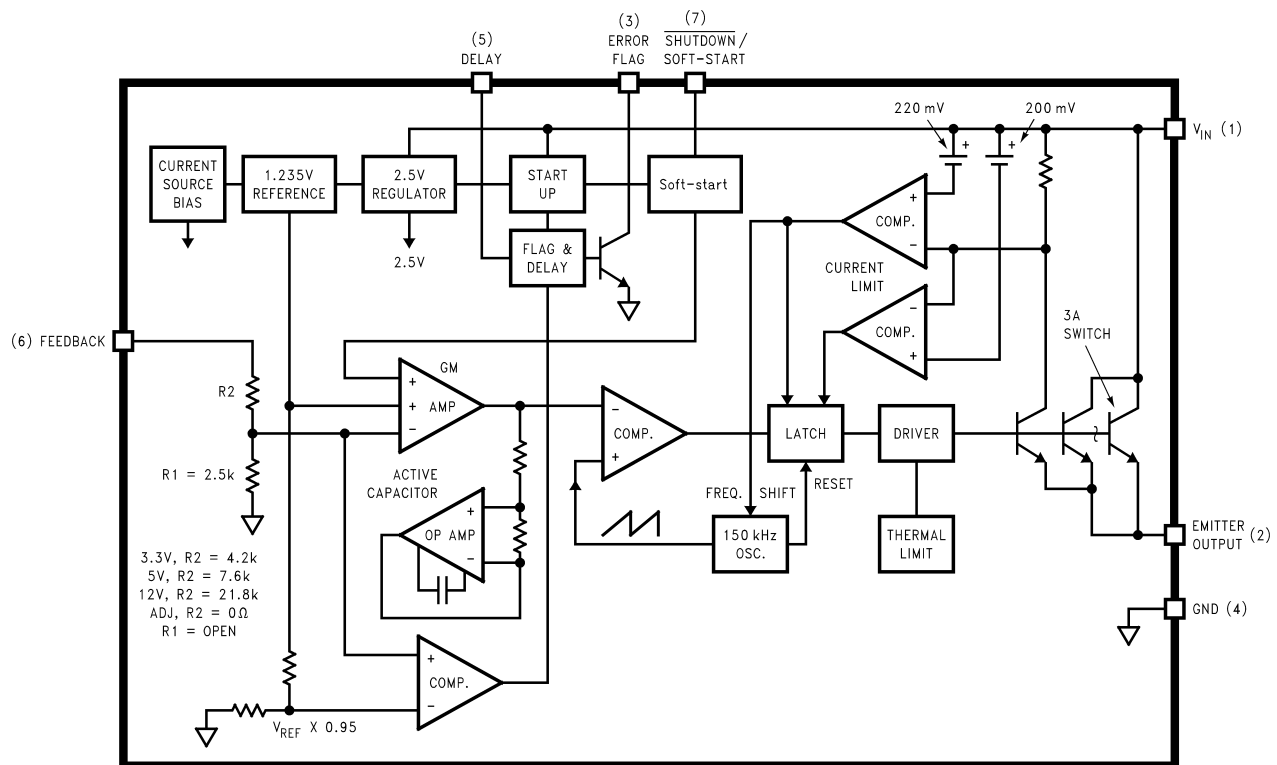 (3)
ERROR
FLAG
(7)
SHUTDOWN /
SOFT-START
(5)
DELAY
220 mV
200 mV
VIN (1)
CURRENT
SOURCE
BIAS
1.235V
REFERENCE
2.5V
REGULATOR
START
UP
Soft-start
+
+
+
COMP.
-
2.5V
FLAG &
DELAY
CURRENT
LIMIT
-
COMP.
+
3A
SWITCH
(6) FEEDBACK
GM
R2
+
+
AMP
-
-
COMP.
+
LATCH
DRIVER
R1 = 2.5k
ACTIVE
CAPACITOR
FREQ. SHIFT
RESET
+
OP AMP
-
150 kHz
OSC.
THERMAL
LIMIT
EMITTER
OUTPUT (2)
3.3V, R2 = 4.2k
5V, R2 = 7.6k
12V, R2 = 21.8k
ADJ, R2 = 0Ω
R1 = OPEN
GND (4)
+
COMP.
-
VREF X 0.95